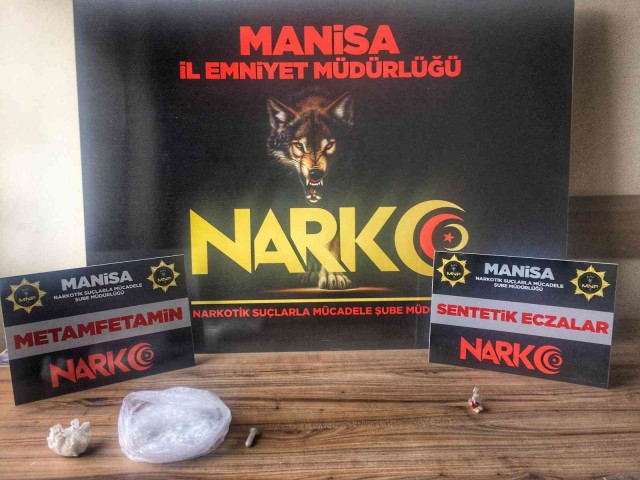 MANİSA
İL EMNİYET MÜDÜRLÜĞÜ
NARKO
NARKOTİK SUÇLARLA MÜCADELE ŞUBE MÜD
MANİSA
NARKOTİK SUÇLARLA MÜCADELE
ŞUBE MÜDÜRLÜĞÜ
METAMFETAMİN
NARKO
MANİSA
NARKOTİK SUÇLARLA MÜCADELE
ŞUBE MÜDÜRLÜĞÜ
SENTETİK ECZALAR
NARKO